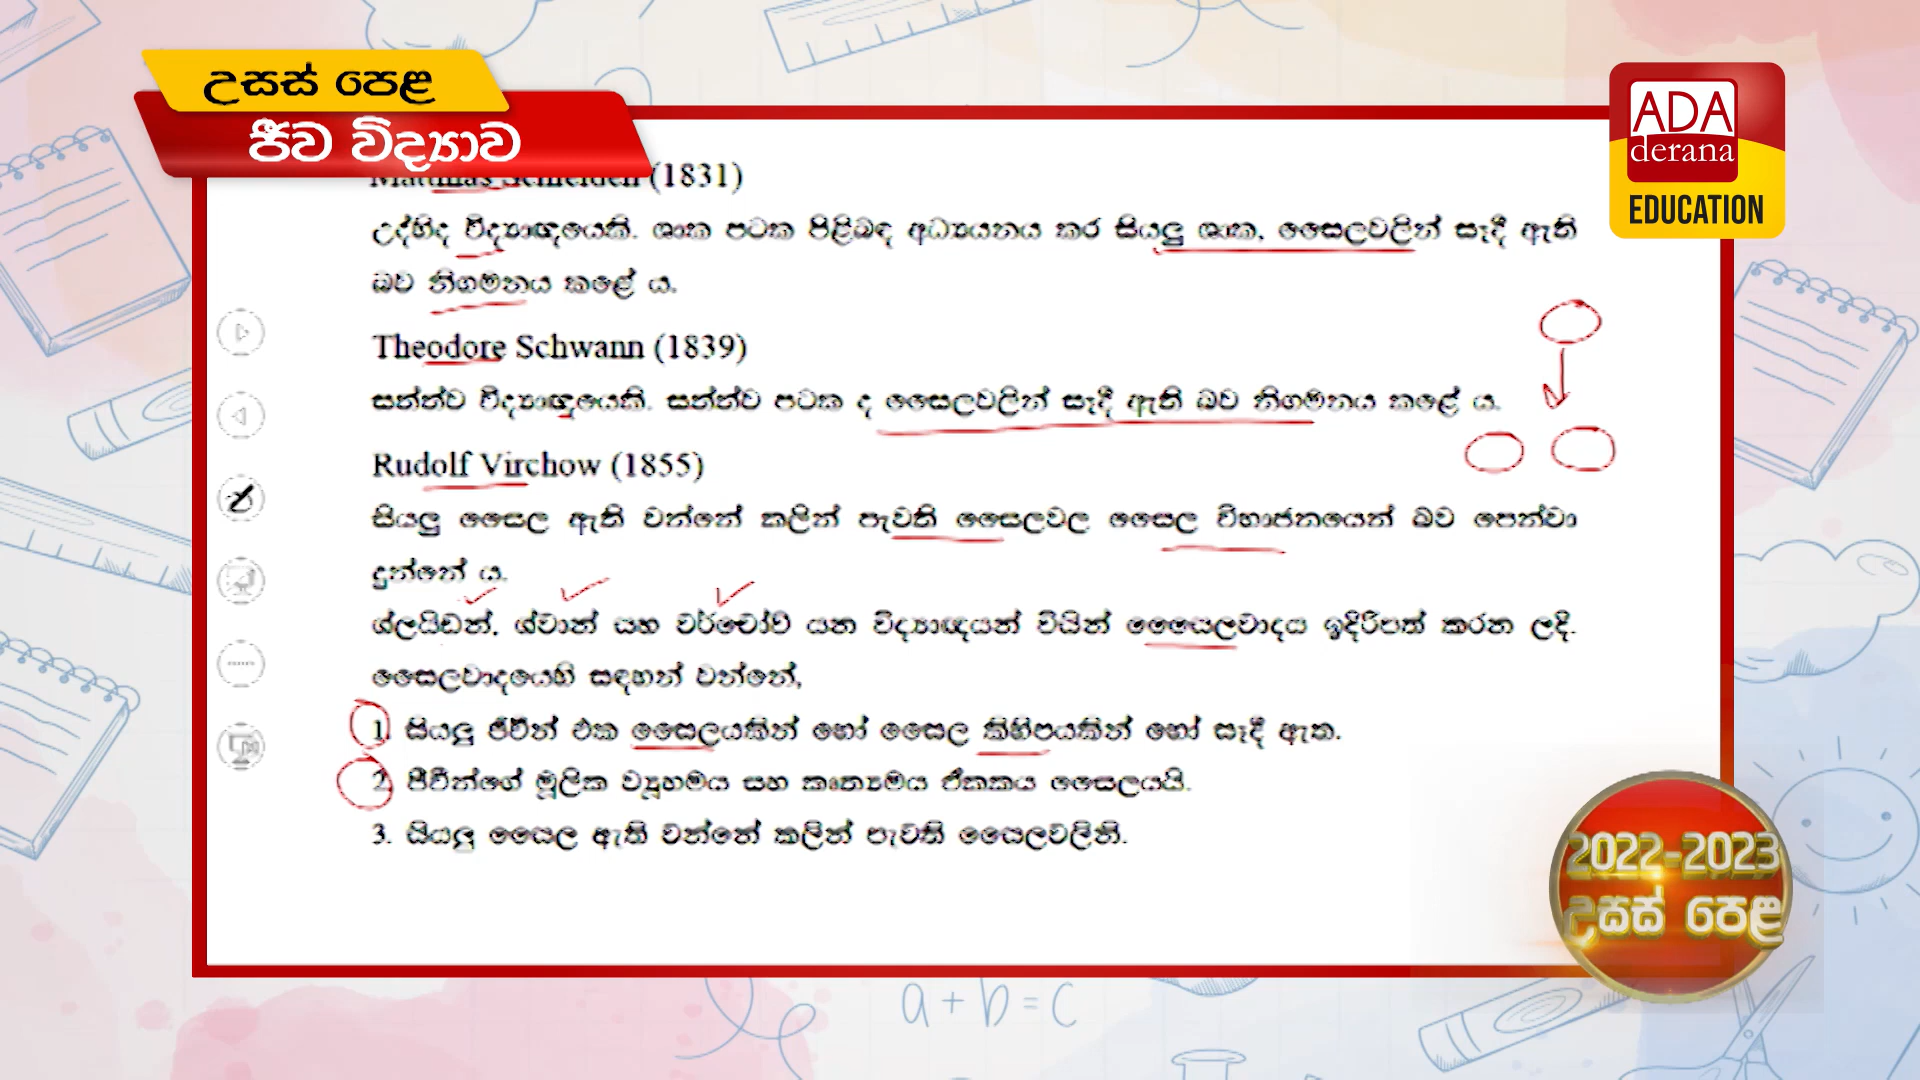 උසස් පෙළ
ජීව විද්‍යාව
ADA
derana
EDUCATION
Matthias Schleiden (1831)
උද්භිද විද්‍යාඥයෙකි. ශාක පටක පිළිබඳ අධ්‍යයනය කර සියලු ශාක, සෛලවලින් සෑදී ඇති
බව නිගමනය කළේ ය.
Theodore Schwann (1839)
සත්ත්ව විද්‍යාඥයෙකි. සත්ත්ව පටක ද සෛලවලින් සෑදී ඇති බව නිගමනය කළේ ය.
Rudolf Virchow (1855)
සියලු සෛල ඇති වන්නේ කලින් පැවති සෛලවල සෛල විභාජනයෙන් බව පෙන්වා
දුන්නේ ය.
ශ්ලයිඩන්, ශ්වාන් සහ වර්චෝව් යන විද්‍යාඥයන් විසින් සෛලවාදය ඉදිරිපත් කරන ලදි.
සෛලවාදයෙහි සඳහන් වන්නේ,
1. සියලු ජීවීන් එක සෛලයකින් හෝ සෛල කිහිපයකින් හෝ සෑදී ඇත.
2. ජීවීන්ගේ මූලික ව්‍යුහමය සහ කෘත්‍යමය ඒකකය සෛලයයි.
3. සියලු සෛල ඇති වන්නේ කලින් පැවති සෛලවලිනි.
2022-2023
උසස් පෙළ
a + b = c